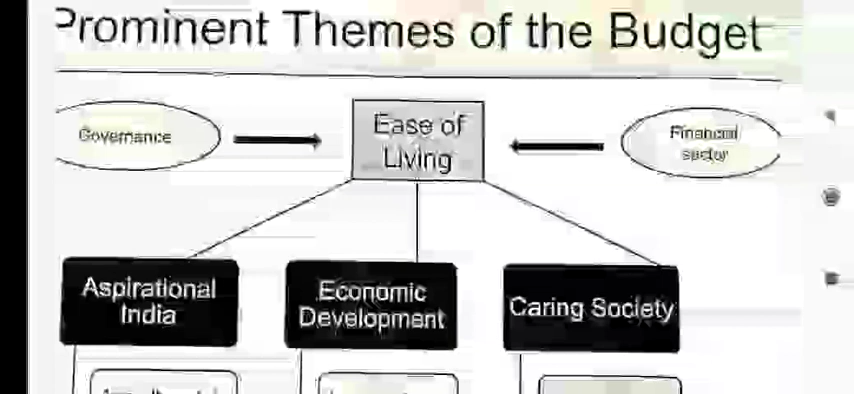 Prominent Themes of the Budget
Governance
Ease of
Living
Financial
sector
Aspirational
India
Economic
Development
Caring Society